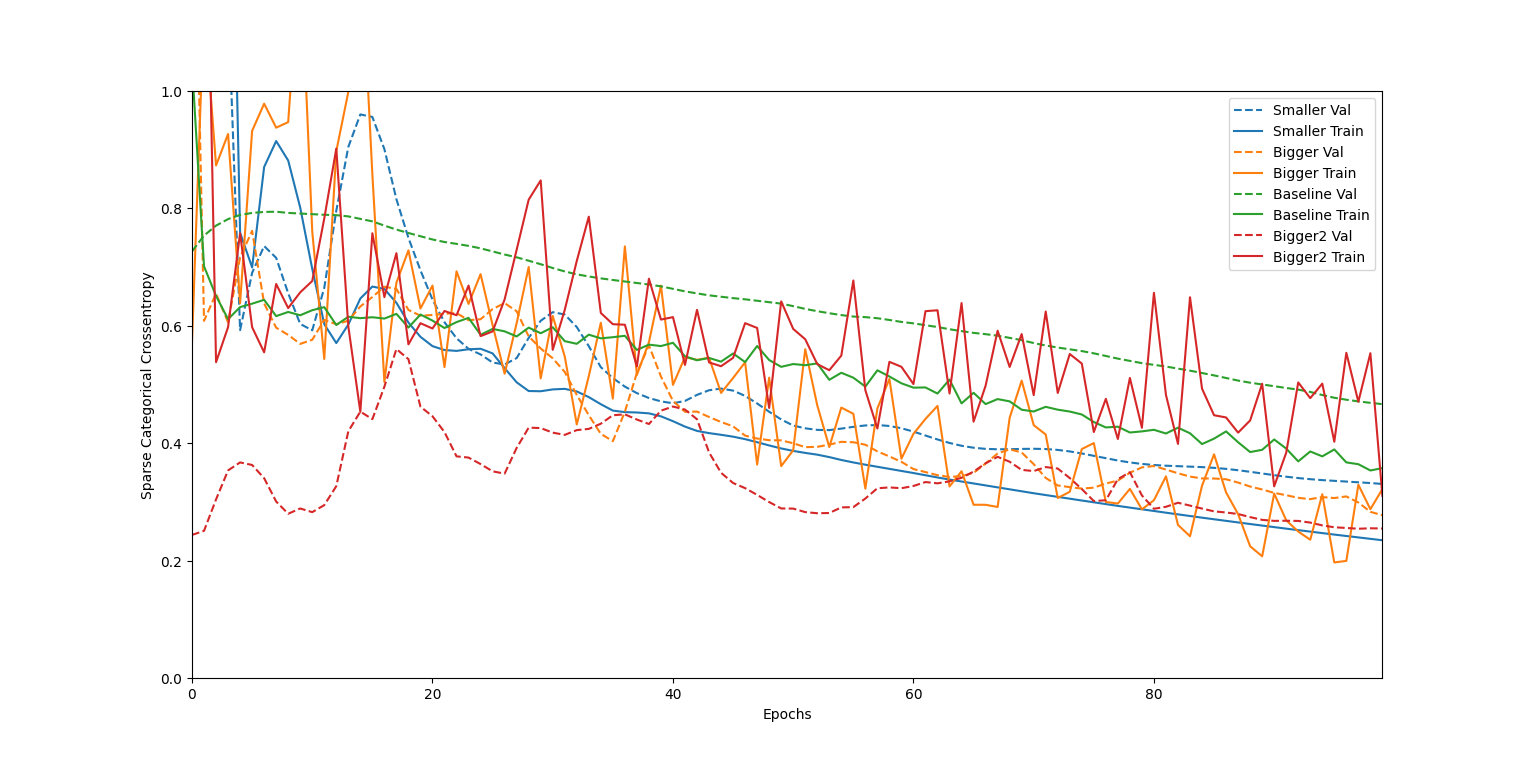 1.0
0.8
0.6
0.4
0.2
0.0
Sparse Categorical Crossentropy
0
20
40
60
80
Epochs
Smaller Val
Smaller Train
Bigger Val
Bigger Train
Baseline Val
Baseline Train
Bigger2 Val
Bigger2 Train